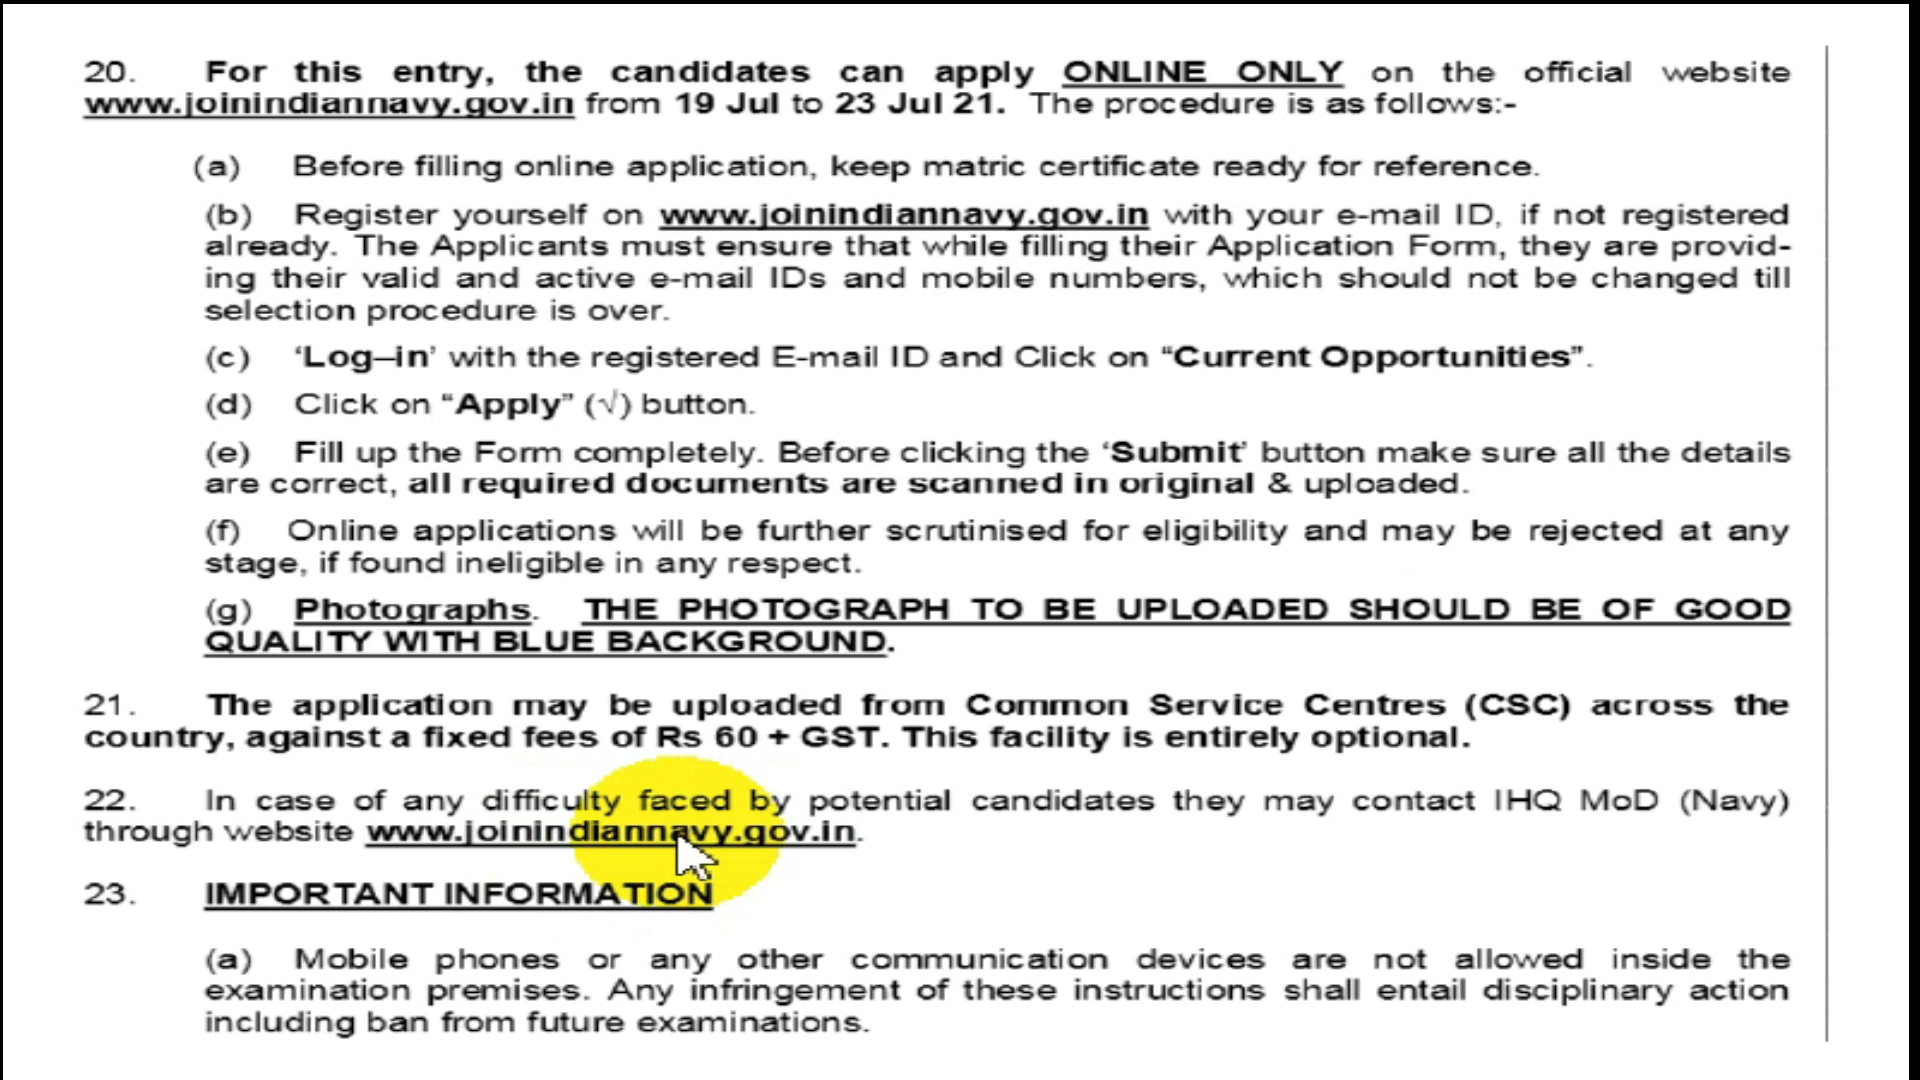 20. For this entry, the candidates can apply ONLINE ONLY on the official website
www.joinindiannavy.gov.in from 19 Jul to 23 Jul 21. The procedure is as follows:-
(a) Before filling online application, keep matric certificate ready for reference.
(b) Register yourself on www.joinindiannavy.gov.in with your e-mail ID, if not registered
already. The Applicants must ensure that while filling their Application Form, they are provid-
ing their valid and active e-mail IDs and mobile numbers, which should not be changed till
selection procedure is over.
(c) ‘Log–in’ with the registered E-mail ID and Click on “Current Opportunities”.
(d) Click on “Apply” (√) button.
(e) Fill up the Form completely. Before clicking the ‘Submit’ button make sure all the details
are correct, all required documents are scanned in original & uploaded.
(f) Online applications will be further scrutinised for eligibility and may be rejected at any
stage, if found ineligible in any respect.
(g) Photographs. THE PHOTOGRAPH TO BE UPLOADED SHOULD BE OF GOOD
QUALITY WITH BLUE BACKGROUND.
21. The application may be uploaded from Common Service Centres (CSC) across the
country, against a fixed fees of Rs 60 + GST. This facility is entirely optional.
22. In case of any difficulty faced by potential candidates they may contact IHQ MoD (Navy)
through website www.joinindiannavy.gov.in.
23. IMPORTANT INFORMATION
(a) Mobile phones or any other communication devices are not allowed inside the
examination premises. Any infringement of these instructions shall entail disciplinary action
including ban from future examinations.